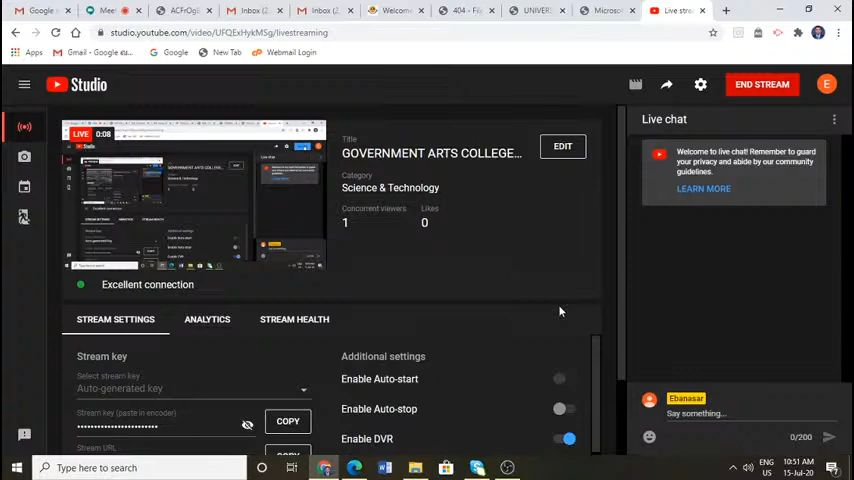 Google
Meet
ACFrOgB
Inbox (2
Inbox (2
Welcome
404 - Fi
UNIVERS
Microso
Live stre
studio.youtube.com/video/UFQExHykMSg/livestreaming
Apps
Gmail - Google ...
Google
New Tab
Webmail Login
Studio
END STREAM
E
Live chat
LIVE 0:08
Title
GOVERNMENT ARTS COLLEGE...
EDIT
Category
Science & Technology
Concurrent viewers
Likes
1
0
Welcome to live chat! Remember to guard
your privacy and abide by our community
guidelines.
LEARN MORE
Excellent connection
STREAM SETTINGS
ANALYTICS
STREAM HEALTH
Stream key
Select stream key
Auto-generated key
Stream key (paste in encoder)
COPY
Stream URL
COPY
Additional settings
Enable Auto-start
Enable Auto-stop
Enable DVR
Ebanasar
Say something...
0/200
Type here to search
ENG
US
10:51 AM
15-Jul-20